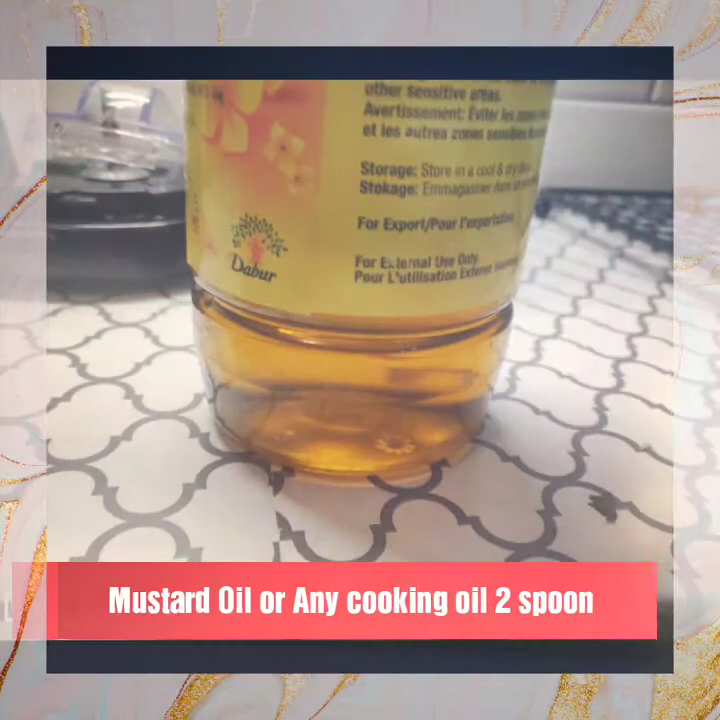 other sensitive areas.
Avertissement: Éviter les
et les autres zones sensibles
Storage: Store in a cool & dry
Stokage: Emmagasiner dans
For Export/Pour l'exportation
For External Use Only.
Pour L'utilisation Externe
Dabur
Mustard Oil or Any cooking oil 2 spoon